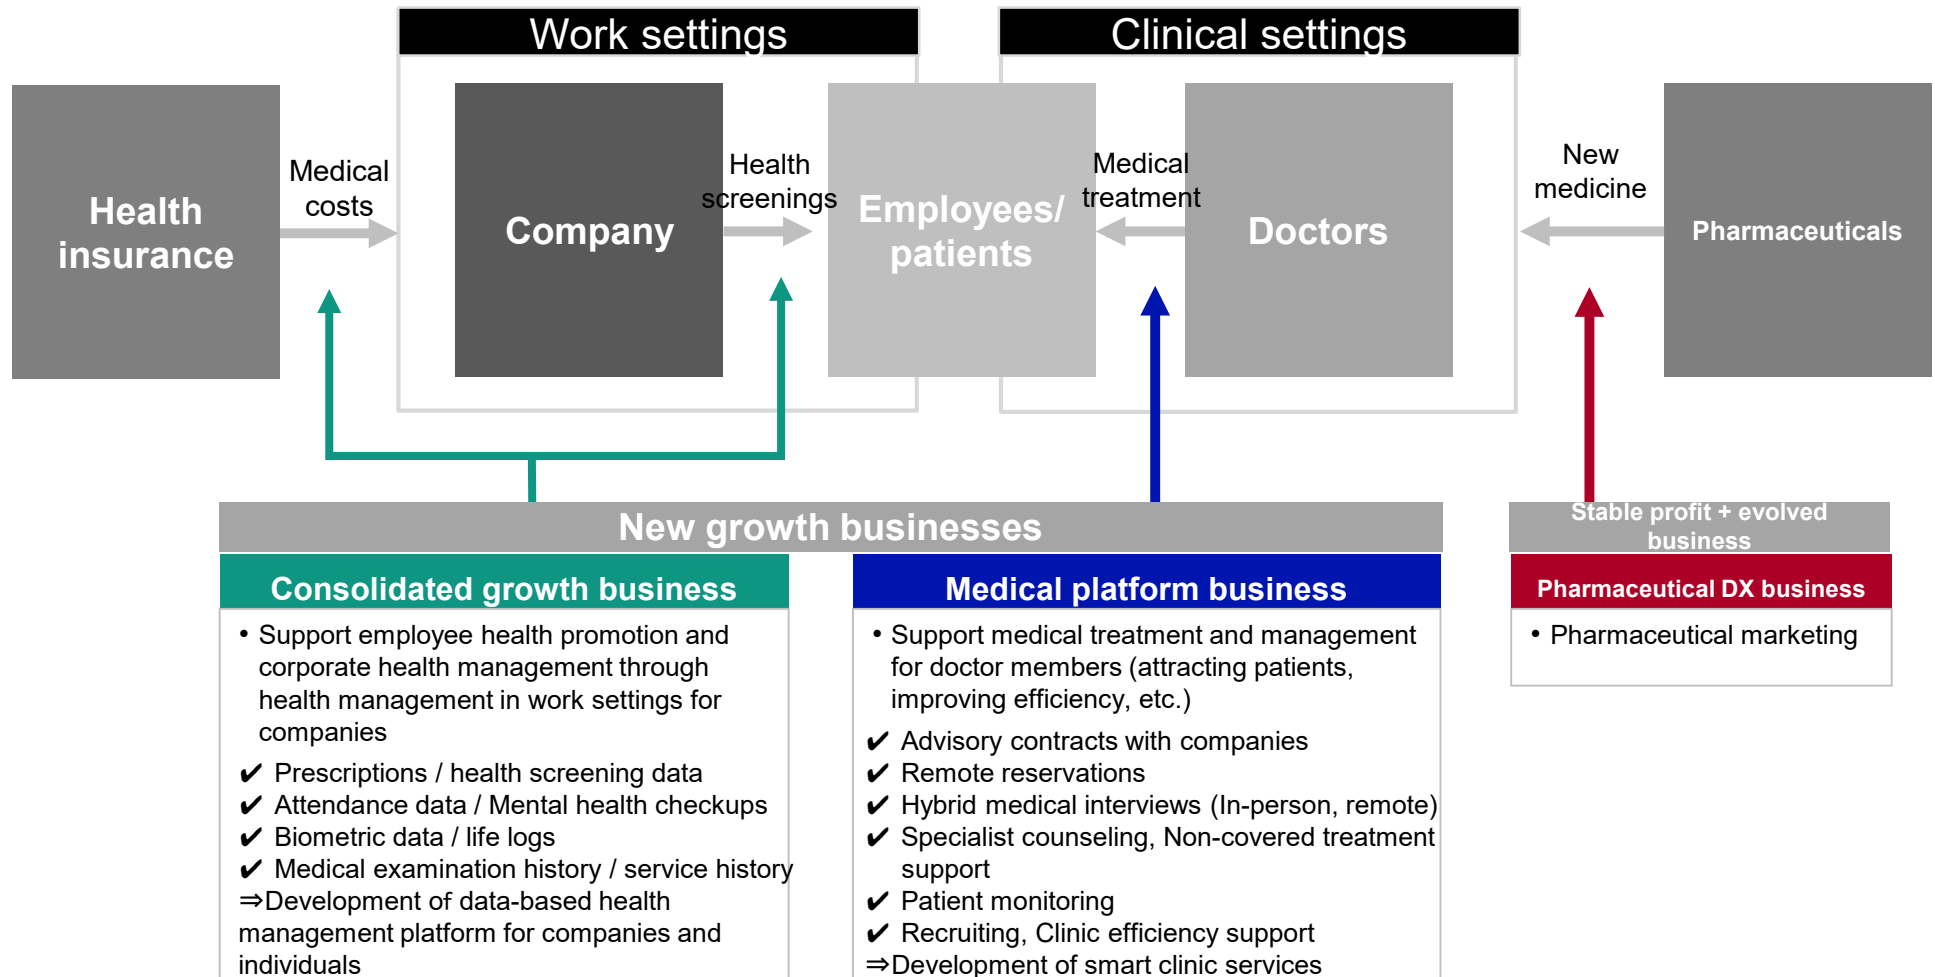 Work settings
Clinical settings
Health
insurance
Medical
costs
Company
Health
screenings
Employees/
patients
Medical
treatment
Doctors
New
medicine
Pharmaceuticals
New growth businesses
Stable profit + evolved
business
Consolidated growth business
• Support employee health promotion and
corporate health management through
health management in work settings for
companies
✔ Prescriptions / health screening data
✔ Attendance data / Mental health checkups
✔ Biometric data / life logs
✔ Medical examination history / service history
⇒Development of data-based health
management platform for companies and
individuals
Medical platform business
• Support medical treatment and management
for doctor members (attracting patients,
improving efficiency, etc.)
✔ Advisory contracts with companies
✔ Remote reservations
✔ Hybrid medical interviews (In-person, remote)
✔ Specialist counseling, Non-covered treatment
support
✔ Patient monitoring
✔ Recruiting, Clinic efficiency support
⇒Development of smart clinic services
Pharmaceutical DX business
• Pharmaceutical marketing